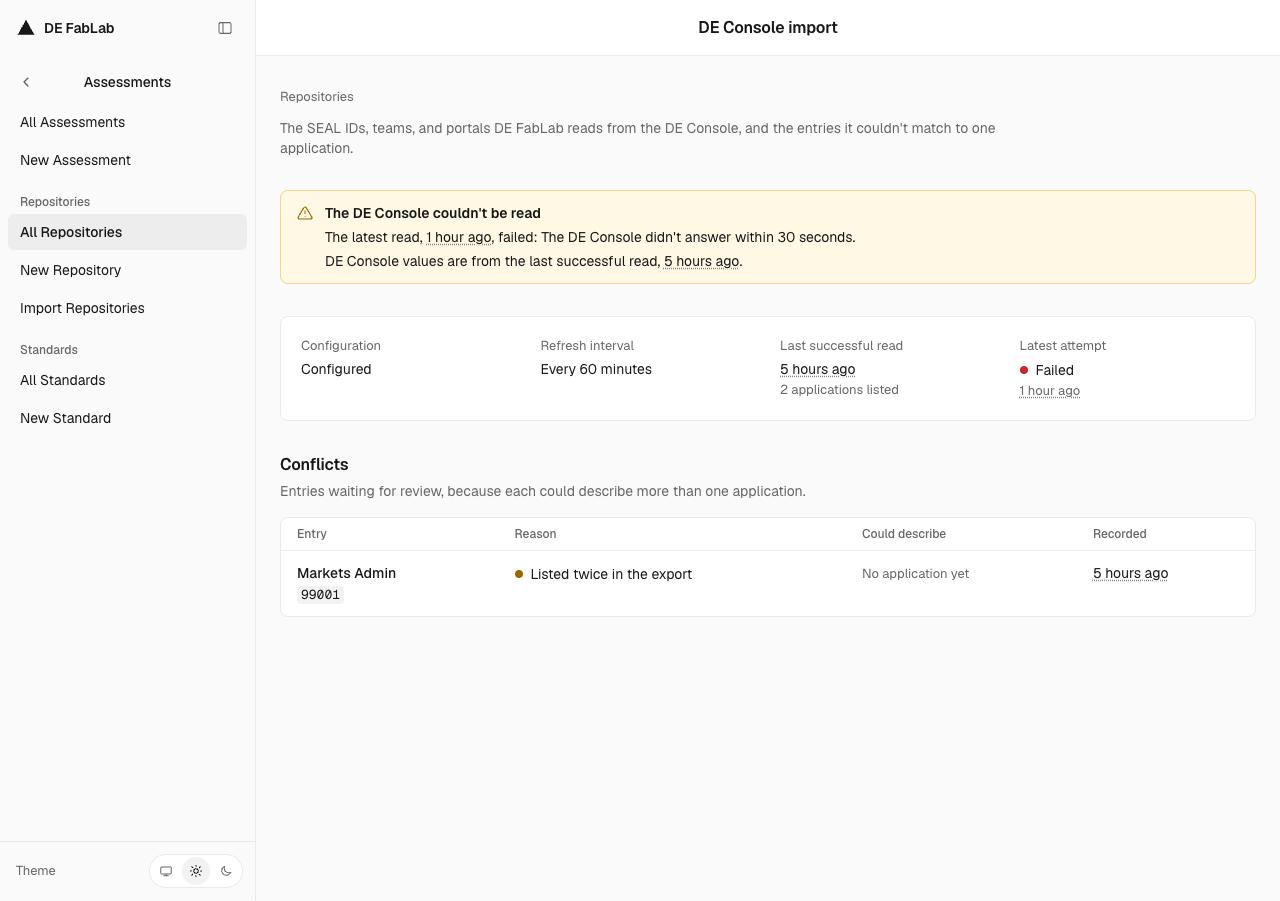 DE FabLab
DE Console import
Assessments
All Assessments
New Assessment
Repositories
All Repositories
New Repository
Import Repositories
Standards
All Standards
New Standard
Theme
Repositories
The SEAL IDs, teams, and portals DE FabLab reads from the DE Console, and the entries it couldn't match to one
application.
The DE Console couldn't be read
The latest read, 1 hour ago, failed: The DE Console didn't answer within 30 seconds.
DE Console values are from the last successful read, 5 hours ago.
Configuration
Configured
Refresh interval
Every 60 minutes
Last successful read
5 hours ago
2 applications listed
Latest attempt
Failed
1 hour ago
Conflicts
Entries waiting for review, because each could describe more than one application.
Entry Reason Could describe Recorded
Markets Admin Listed twice in the export No application yet 5 hours ago
99001